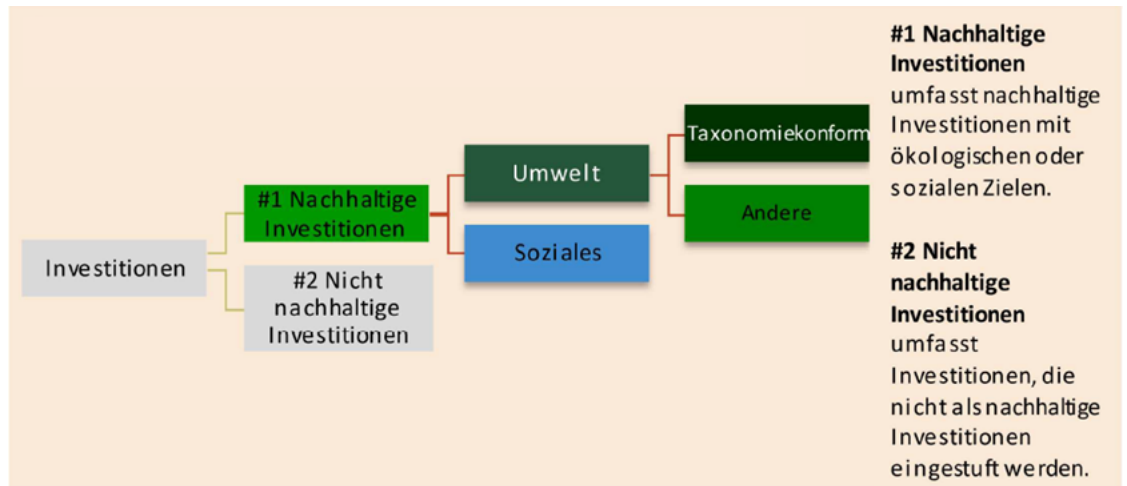 Investitionen
#1 Nachhaltige
Investitionen
#2 Nicht
nachhaltige
Investitionen
Umwelt
Soziales
Taxonomiekonform
Andere
#1 Nachhaltige
Investitionen
umfasst nachhaltige
Investitionen mit
ökologischen oder
sozialen Zielen.
#2 Nicht
nachhaltige
Investitionen
umfasst
Investitionen, die
nicht als nachhaltige
Investitionen
eingestuft werden.